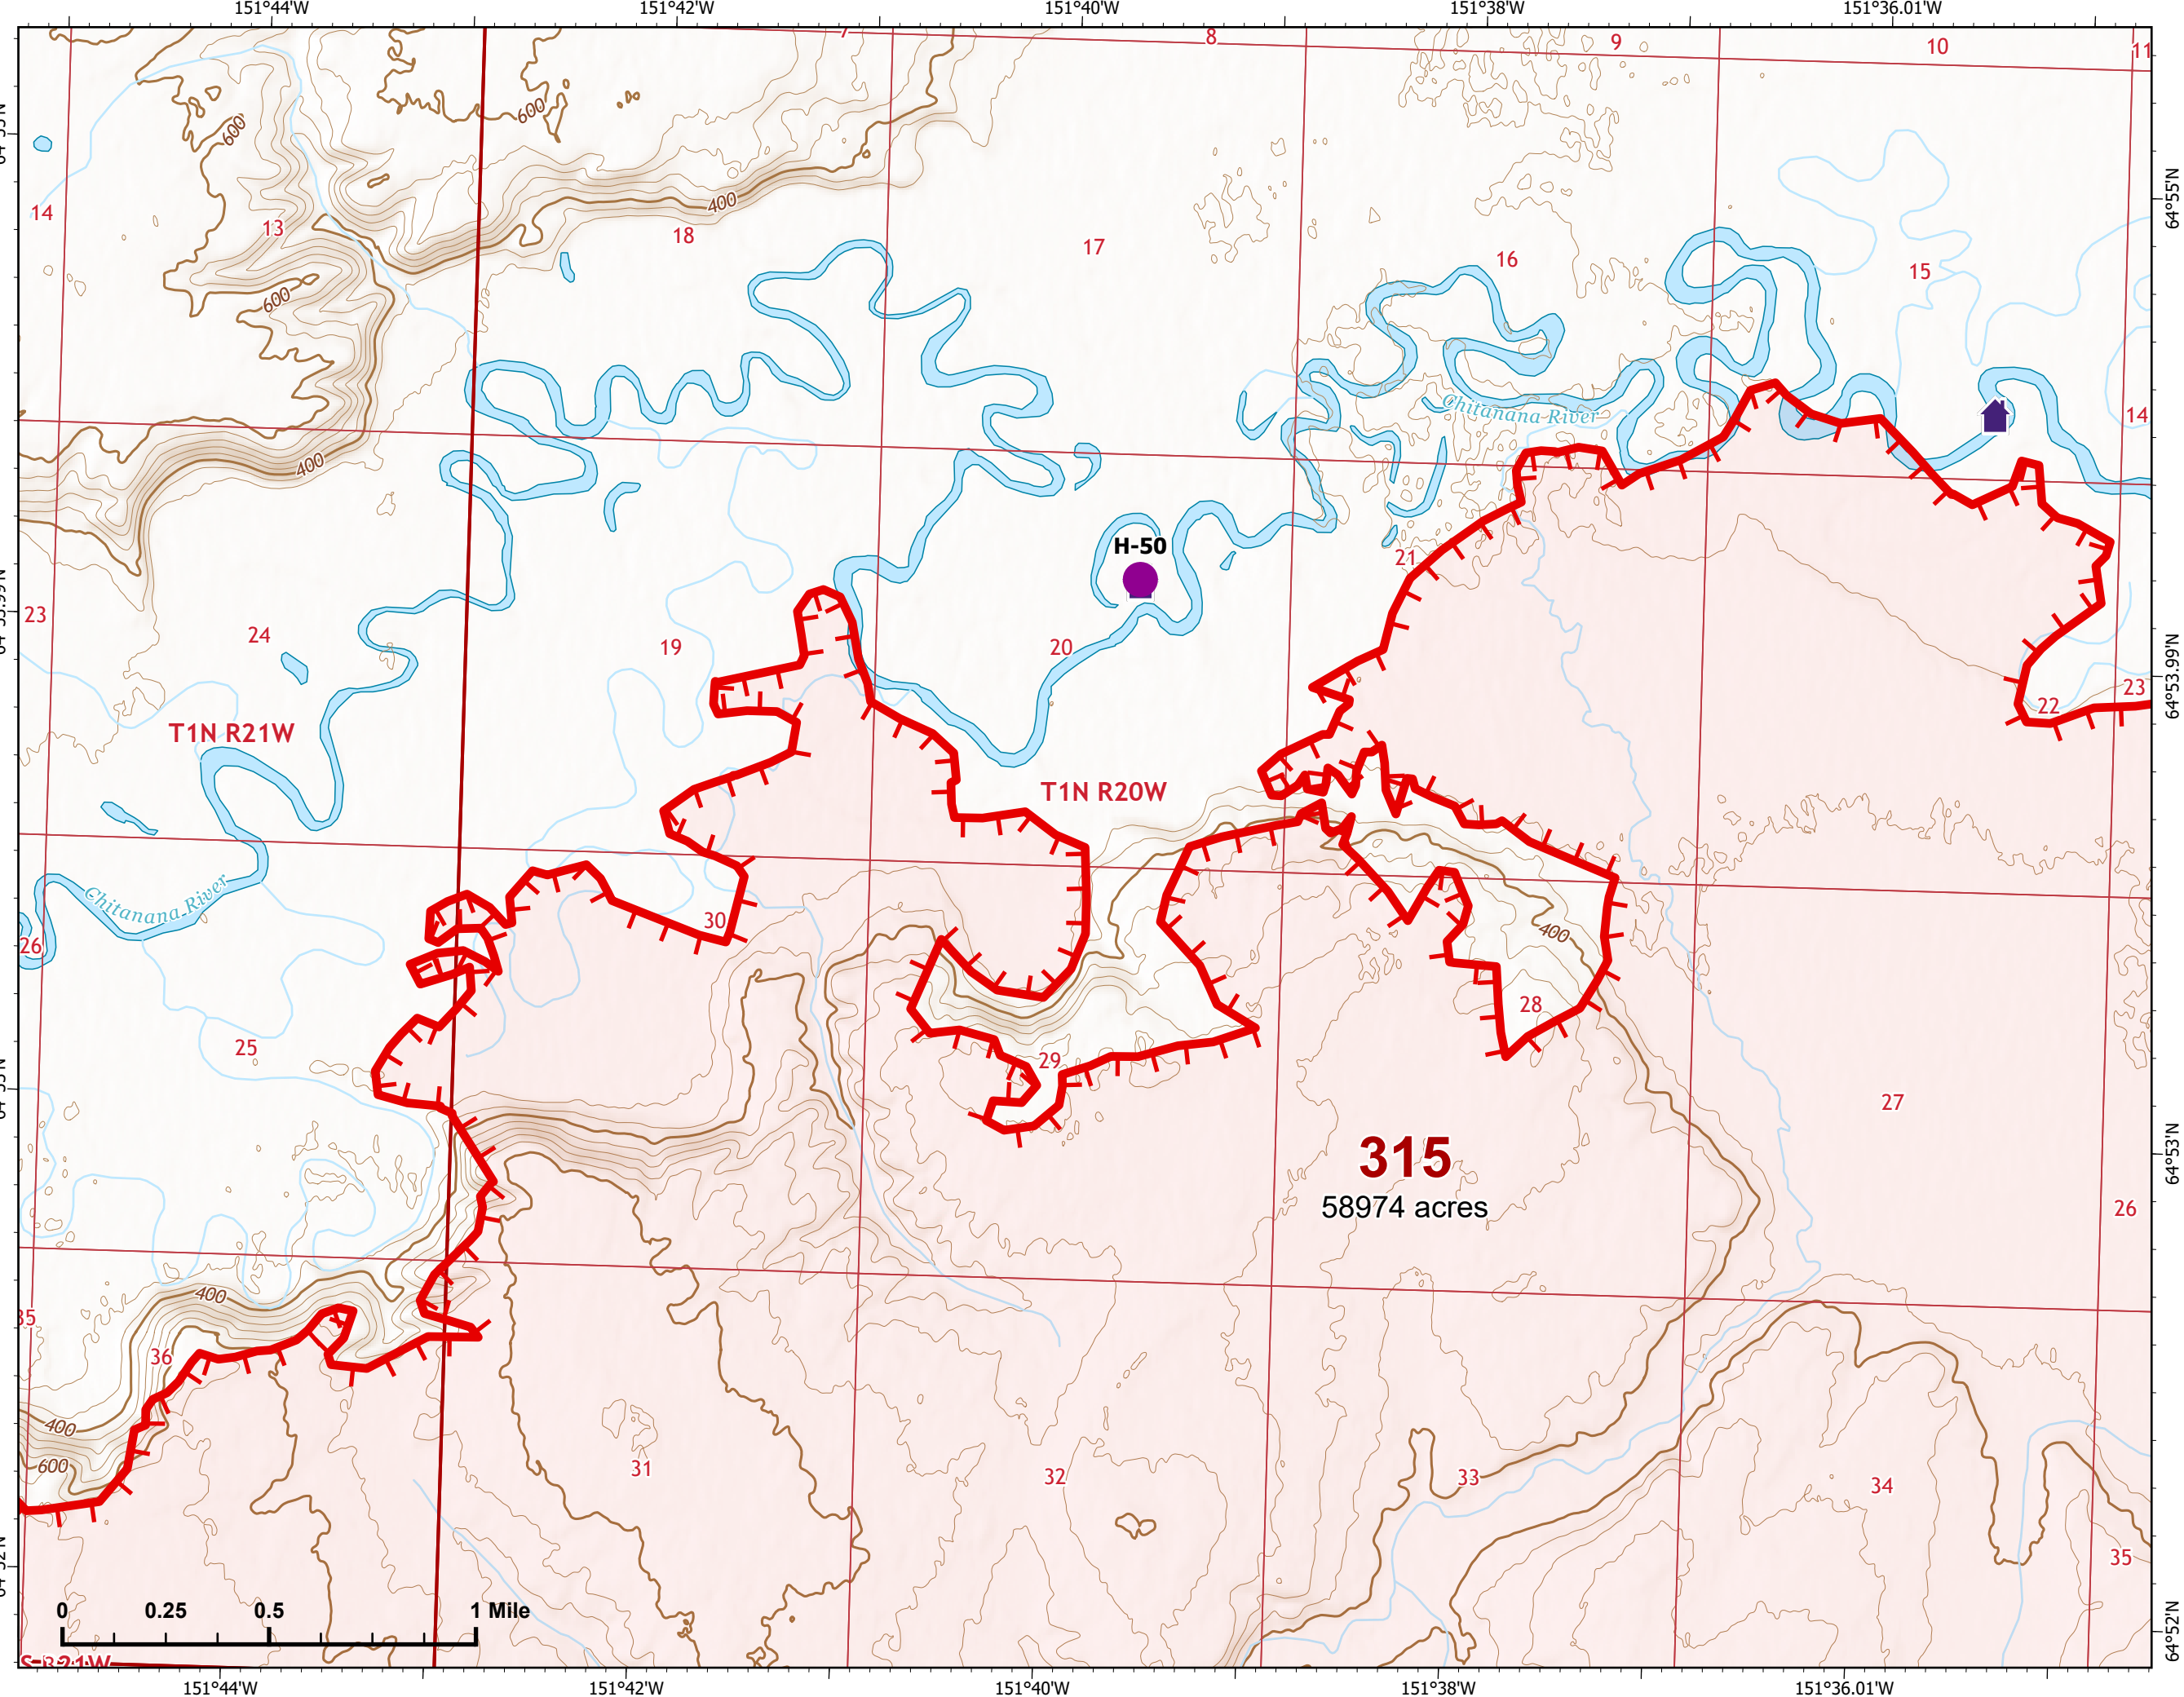 151°44'W 151°42'W 151°40'W 151°38'W 151°36.01'W
7 8 9 10 11
600 600
400
14 13 18 17 16 15
64°55'N
600
Chitanana River
14
400
H-50
21
23 24 19 20
64°53.99'N
22 23
T1N R21W
T1N R20W
Chitanana River
26 30
400
25 29 28
27
64°53'N
315
58974 acres
26
400
35
36
400
600
31 32 33 34
35
0 0.25 0.5 1 Mile
64°52'N
151°44'W 151°42'W 151°40'W 151°38'W 151°36.01'W